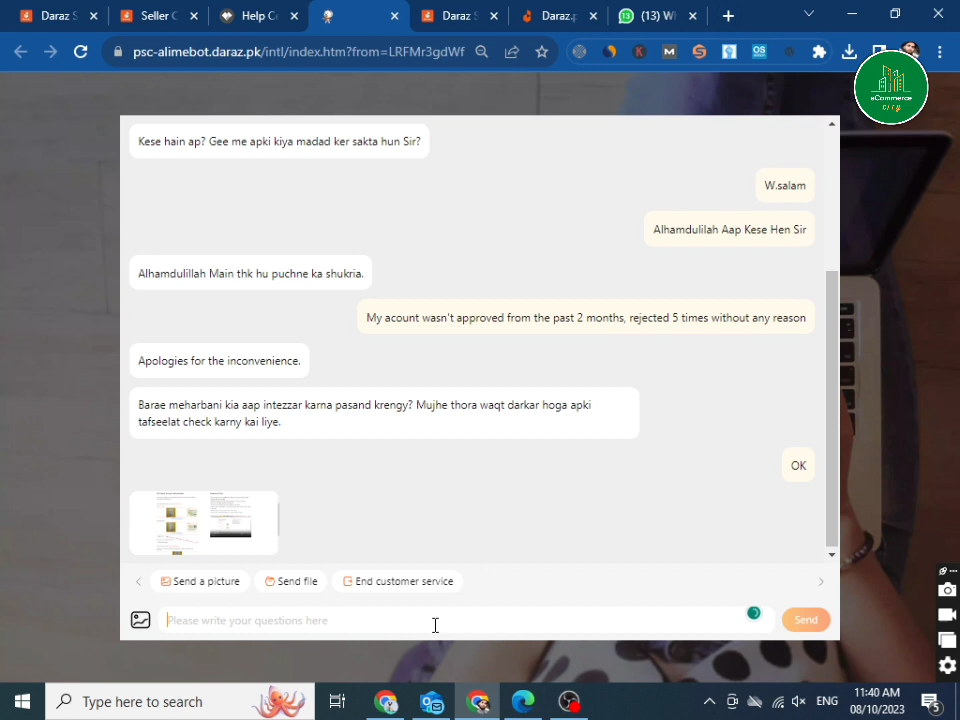 Daraz S
Seller C
Help Ce
Daraz S
Daraz.p
(13) Wh
psc-alimebot.daraz.pk/intl/index.htm?from=LRFMr3gdWf
eCommerce
City
Kese hain ap? Gee me apki kiya madad ker sakta hun Sir?
W.salam
Alhamdulilah Aap Kese Hen Sir
Alhamdulillah Main thk hu puchne ka shukria.
My acount wasn't approved from the past 2 months, rejected 5 times without any reason
Apologies for the inconvenience.
Barae meharbani kia aap intezzar karna pasand krengy? Mujhe thora waqt darkar hoga apki
tafseelat check karny kai liye.
OK
Send a picture
Send file
End customer service
Please write your questions here
Send
Type here to search
ENG
11:40 AM
08/10/2023
5